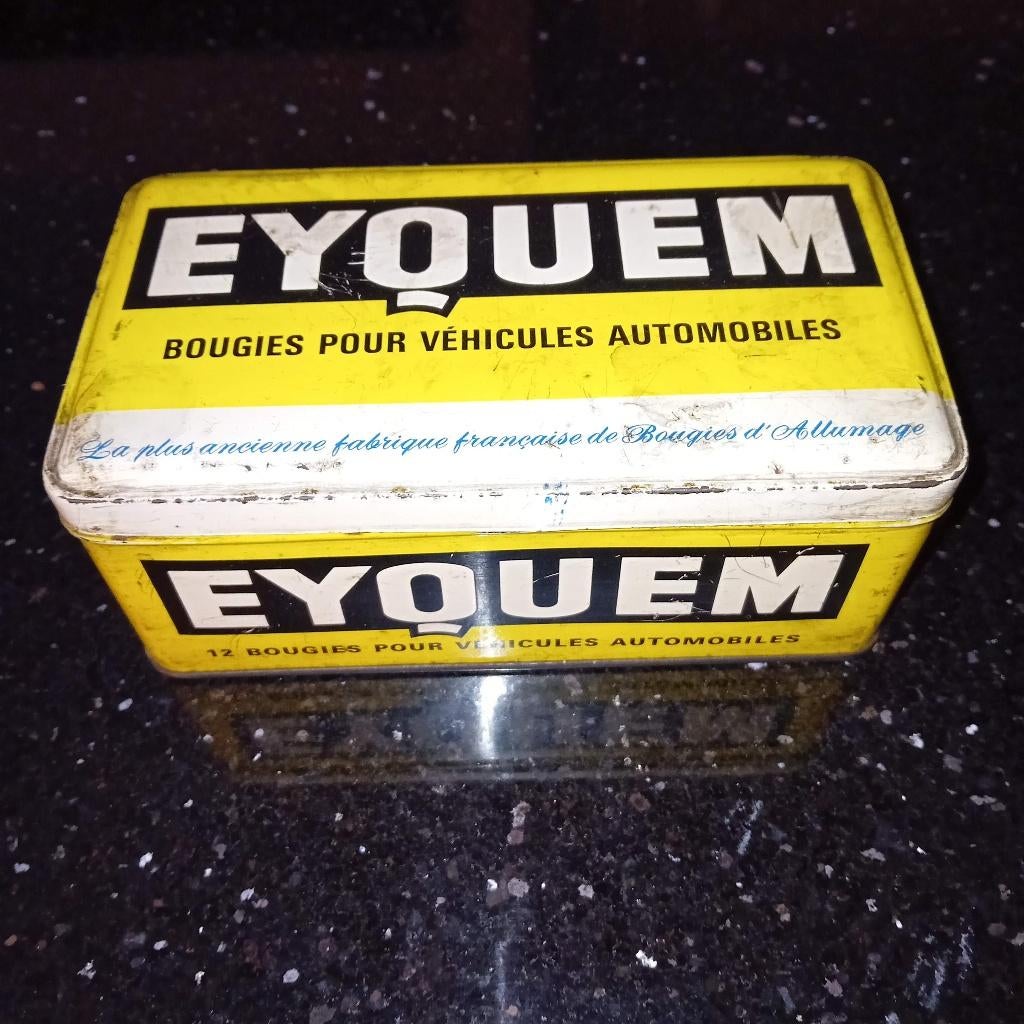 EYQUEM
BOUGIES POUR VÉHICULES AUTOMOBILES
La plus ancienne fabrique française de Bougies d'Allumage
EYQUEM
12 BOUGIES POUR VÉHICULES AUTOMOBILES